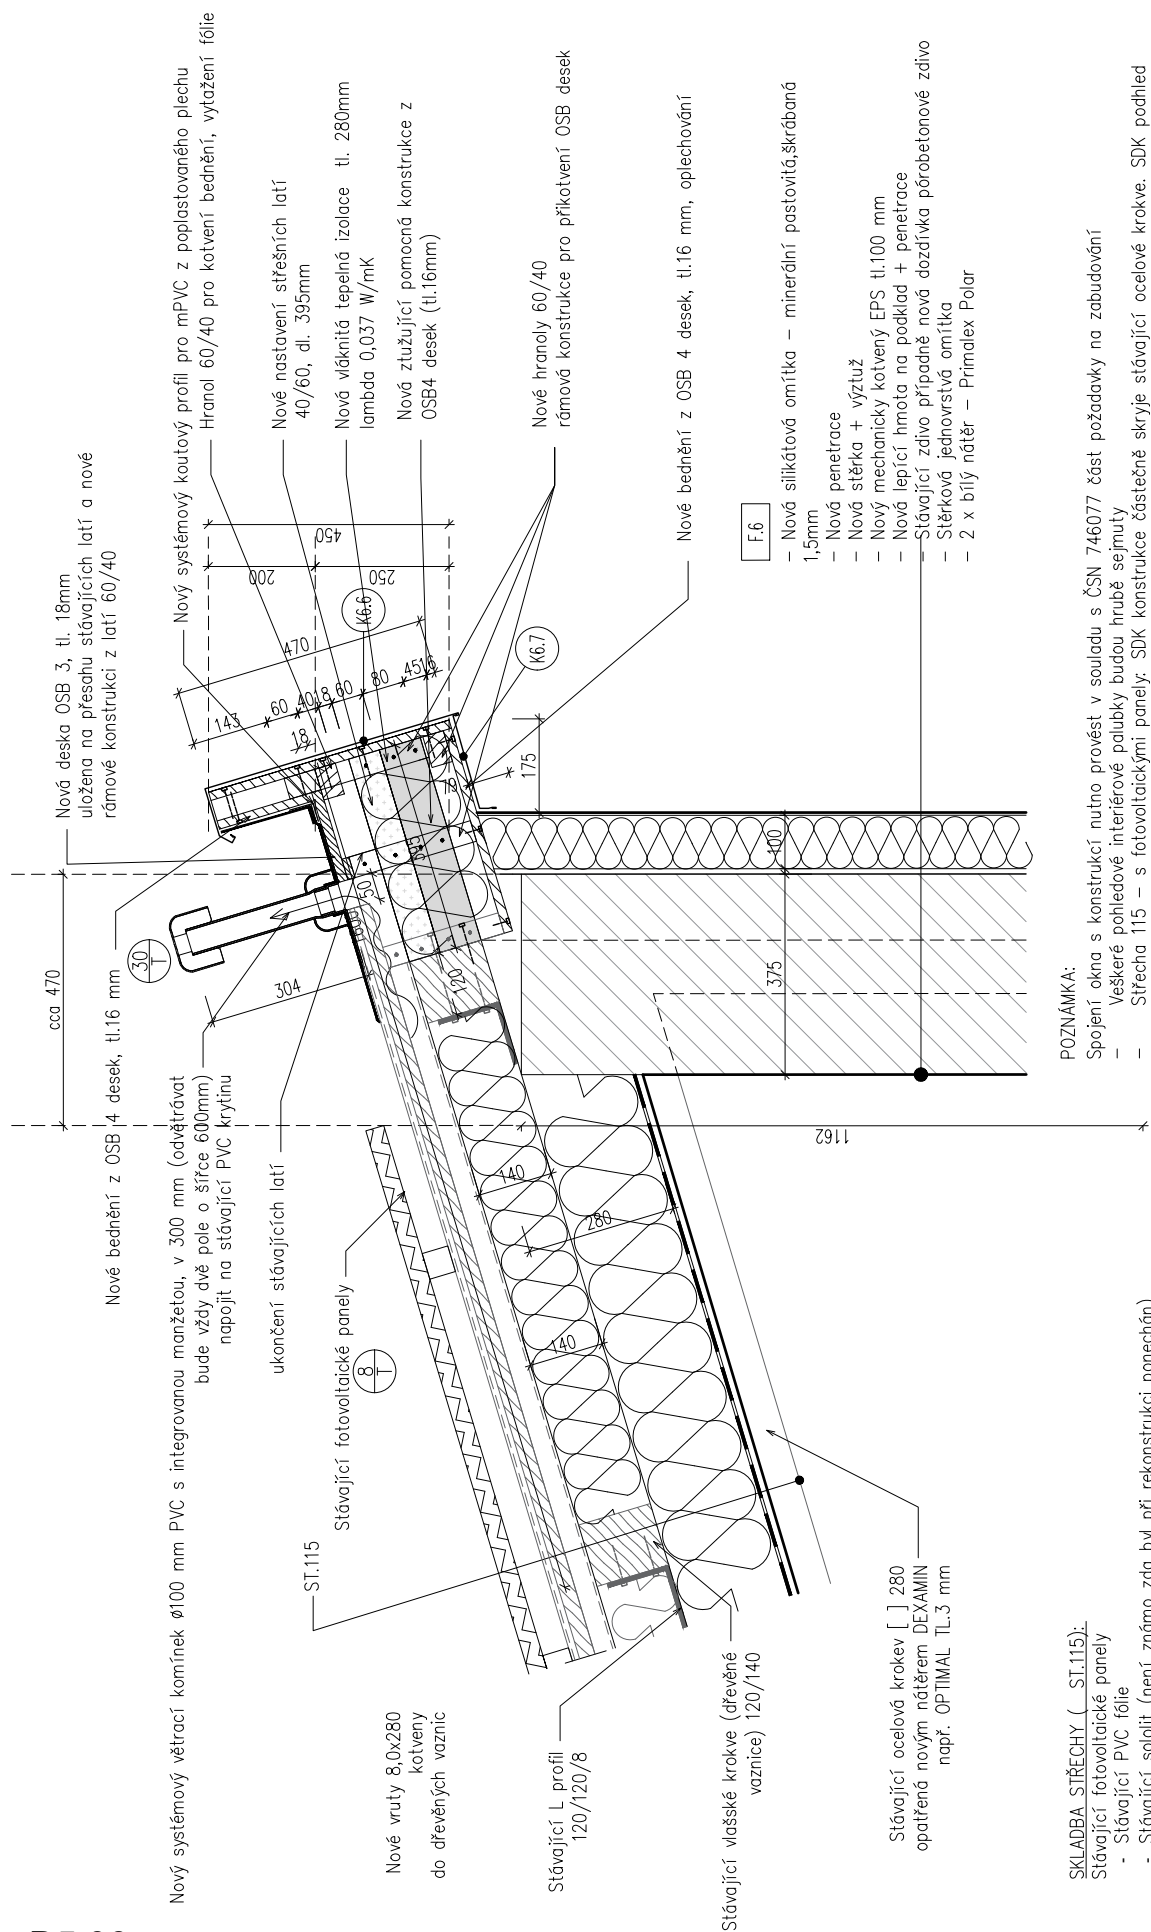 Nová deska OSB 3, tl. 18mm
uložena na přesahu stávajících latí a nové
rámové konstrukci z latí 60/40
Nový systémový koutový profil pro mPVC z poplastovaného plechu
Hranol 60/40 pro kotvení bednění, vytažení fólie
Nové nastavení střešních latí
40/60, dl. 395mm
Nová vláknitá tepelná izolace tl. 280mm
lambda 0,037 W/mK
Nová ztužující pomocná konstrukce z
OSB4 desek (tl.16mm)
Nové hranoly 60/40
rámová konstrukce pro přikotvení OSB desek
Nové bednění z OSB 4 desek, tl.16 mm, oplechování
F.6
- Nová silikátová omítka – minerální pastovitá,škrábaná
1,5mm
- Nová penetrace
- Nová stěrka + výztuž
- Nový mechanicky kotvený EPS tl.100 mm
- Nová lepící hmota na podklad + penetrace
- Stávající zdivo případně nová dozdívka pórobetonové zdivo
- Stěrková jednovrstvá omítka
- 2 x bílý nátěr – Primalex Polar
POZNÁMKA:
Spojení okna s konstrukcí nutno provést v souladu s ČSN 746077 část požadavky na zabudování
- Veškeré pohledové interiérové palubky budou hrubě sejmuty
- Střecha 115 – s fotovoltaickými panely: SDK konstrukce částečně skryje stávající ocelové krokve. SDK podhled
Nové bednění z OSB 4 desek, tl.16 mm
Nový systémový větrací komínek ø100 mm PVC s integrovanou manžetou, v 300 mm (odvětrávat
bude vždy dvě pole o šířce 600mm)
napojit na stávající PVC krytinu
ukončení stávajících latí
Stávající fotovoltaické panely
8
T
30
T
ST.115
Nové vruty 8,0x280
kotveny
do dřevěných vaznic
Stávající L profil
120/120/8
Stávající vlašské krokve (dřevěné
vaznice) 120/140
Stávající ocelová krokev [ ] 280
opatřená novým nátěrem DEXAMIN
např. OPTIMAL TL.3 mm
SKLADBA STŘECHY ( ST.115):
Stávající fotovoltaické panely
- Stávající PVC fólie
- Stávající sololit (není známo zda byl při rekonstrukci ponechán)
cca 470
304
450
200
250
470
143
60
40
18
60
80
45
16
18
K6.6
K6.7
175
79
395
50
120
100
375
1162
140
280
140